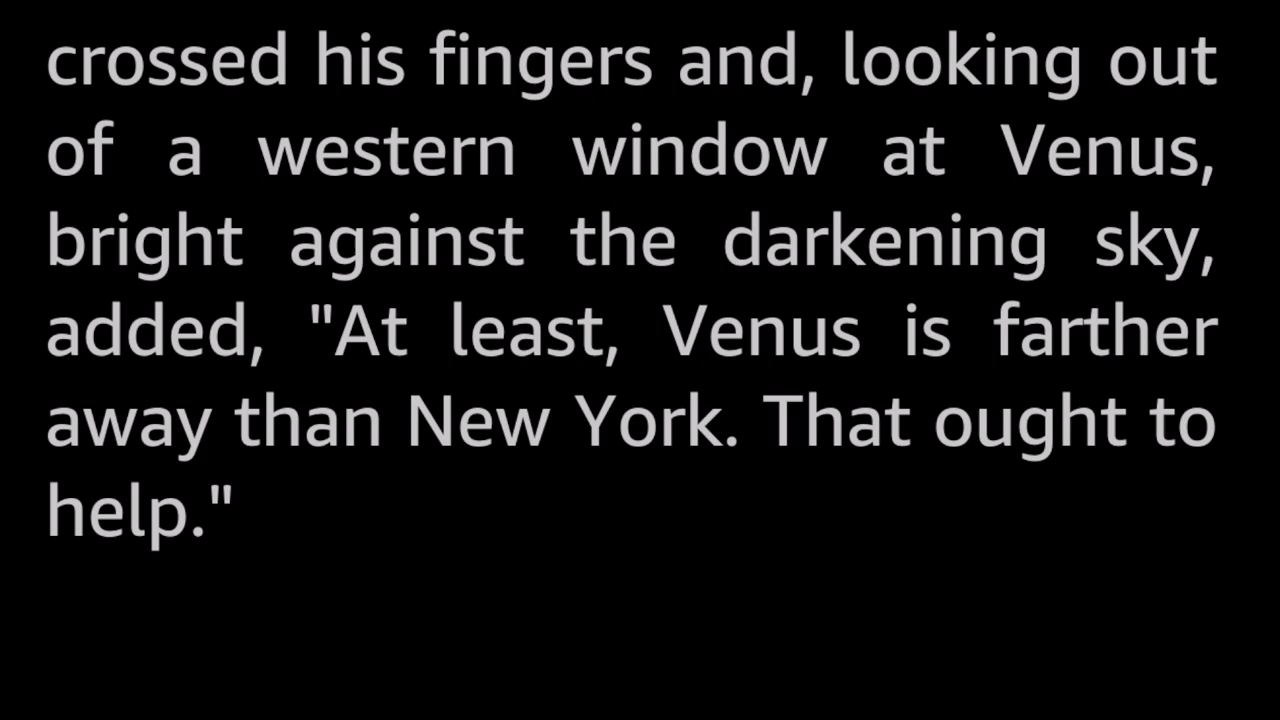 crossed his fingers and, looking out
of a western window at Venus,
bright against the darkening sky,
added, "At least, Venus is farther
away than New York. That ought to
help."